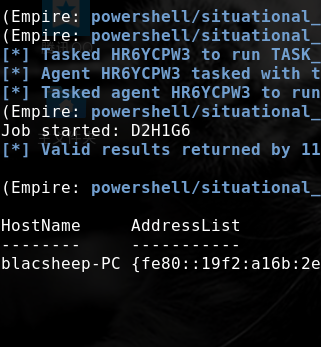 (Empire: powershell/situational_
(Empire: powershell/situational_
[*] Tasked HR6YCPW3 to run TASK_
[*] Agent HR6YCPW3 tasked with t
[*] Tasked agent HR6YCPW3 to run
(Empire: powershell/situational_
Job started: D2H1G6
[*] Valid results returned by 11
(Empire: powershell/situational_
HostName     AddressList
--------     -----------
blacsheep-PC {fe80::19f2:a16b:2e